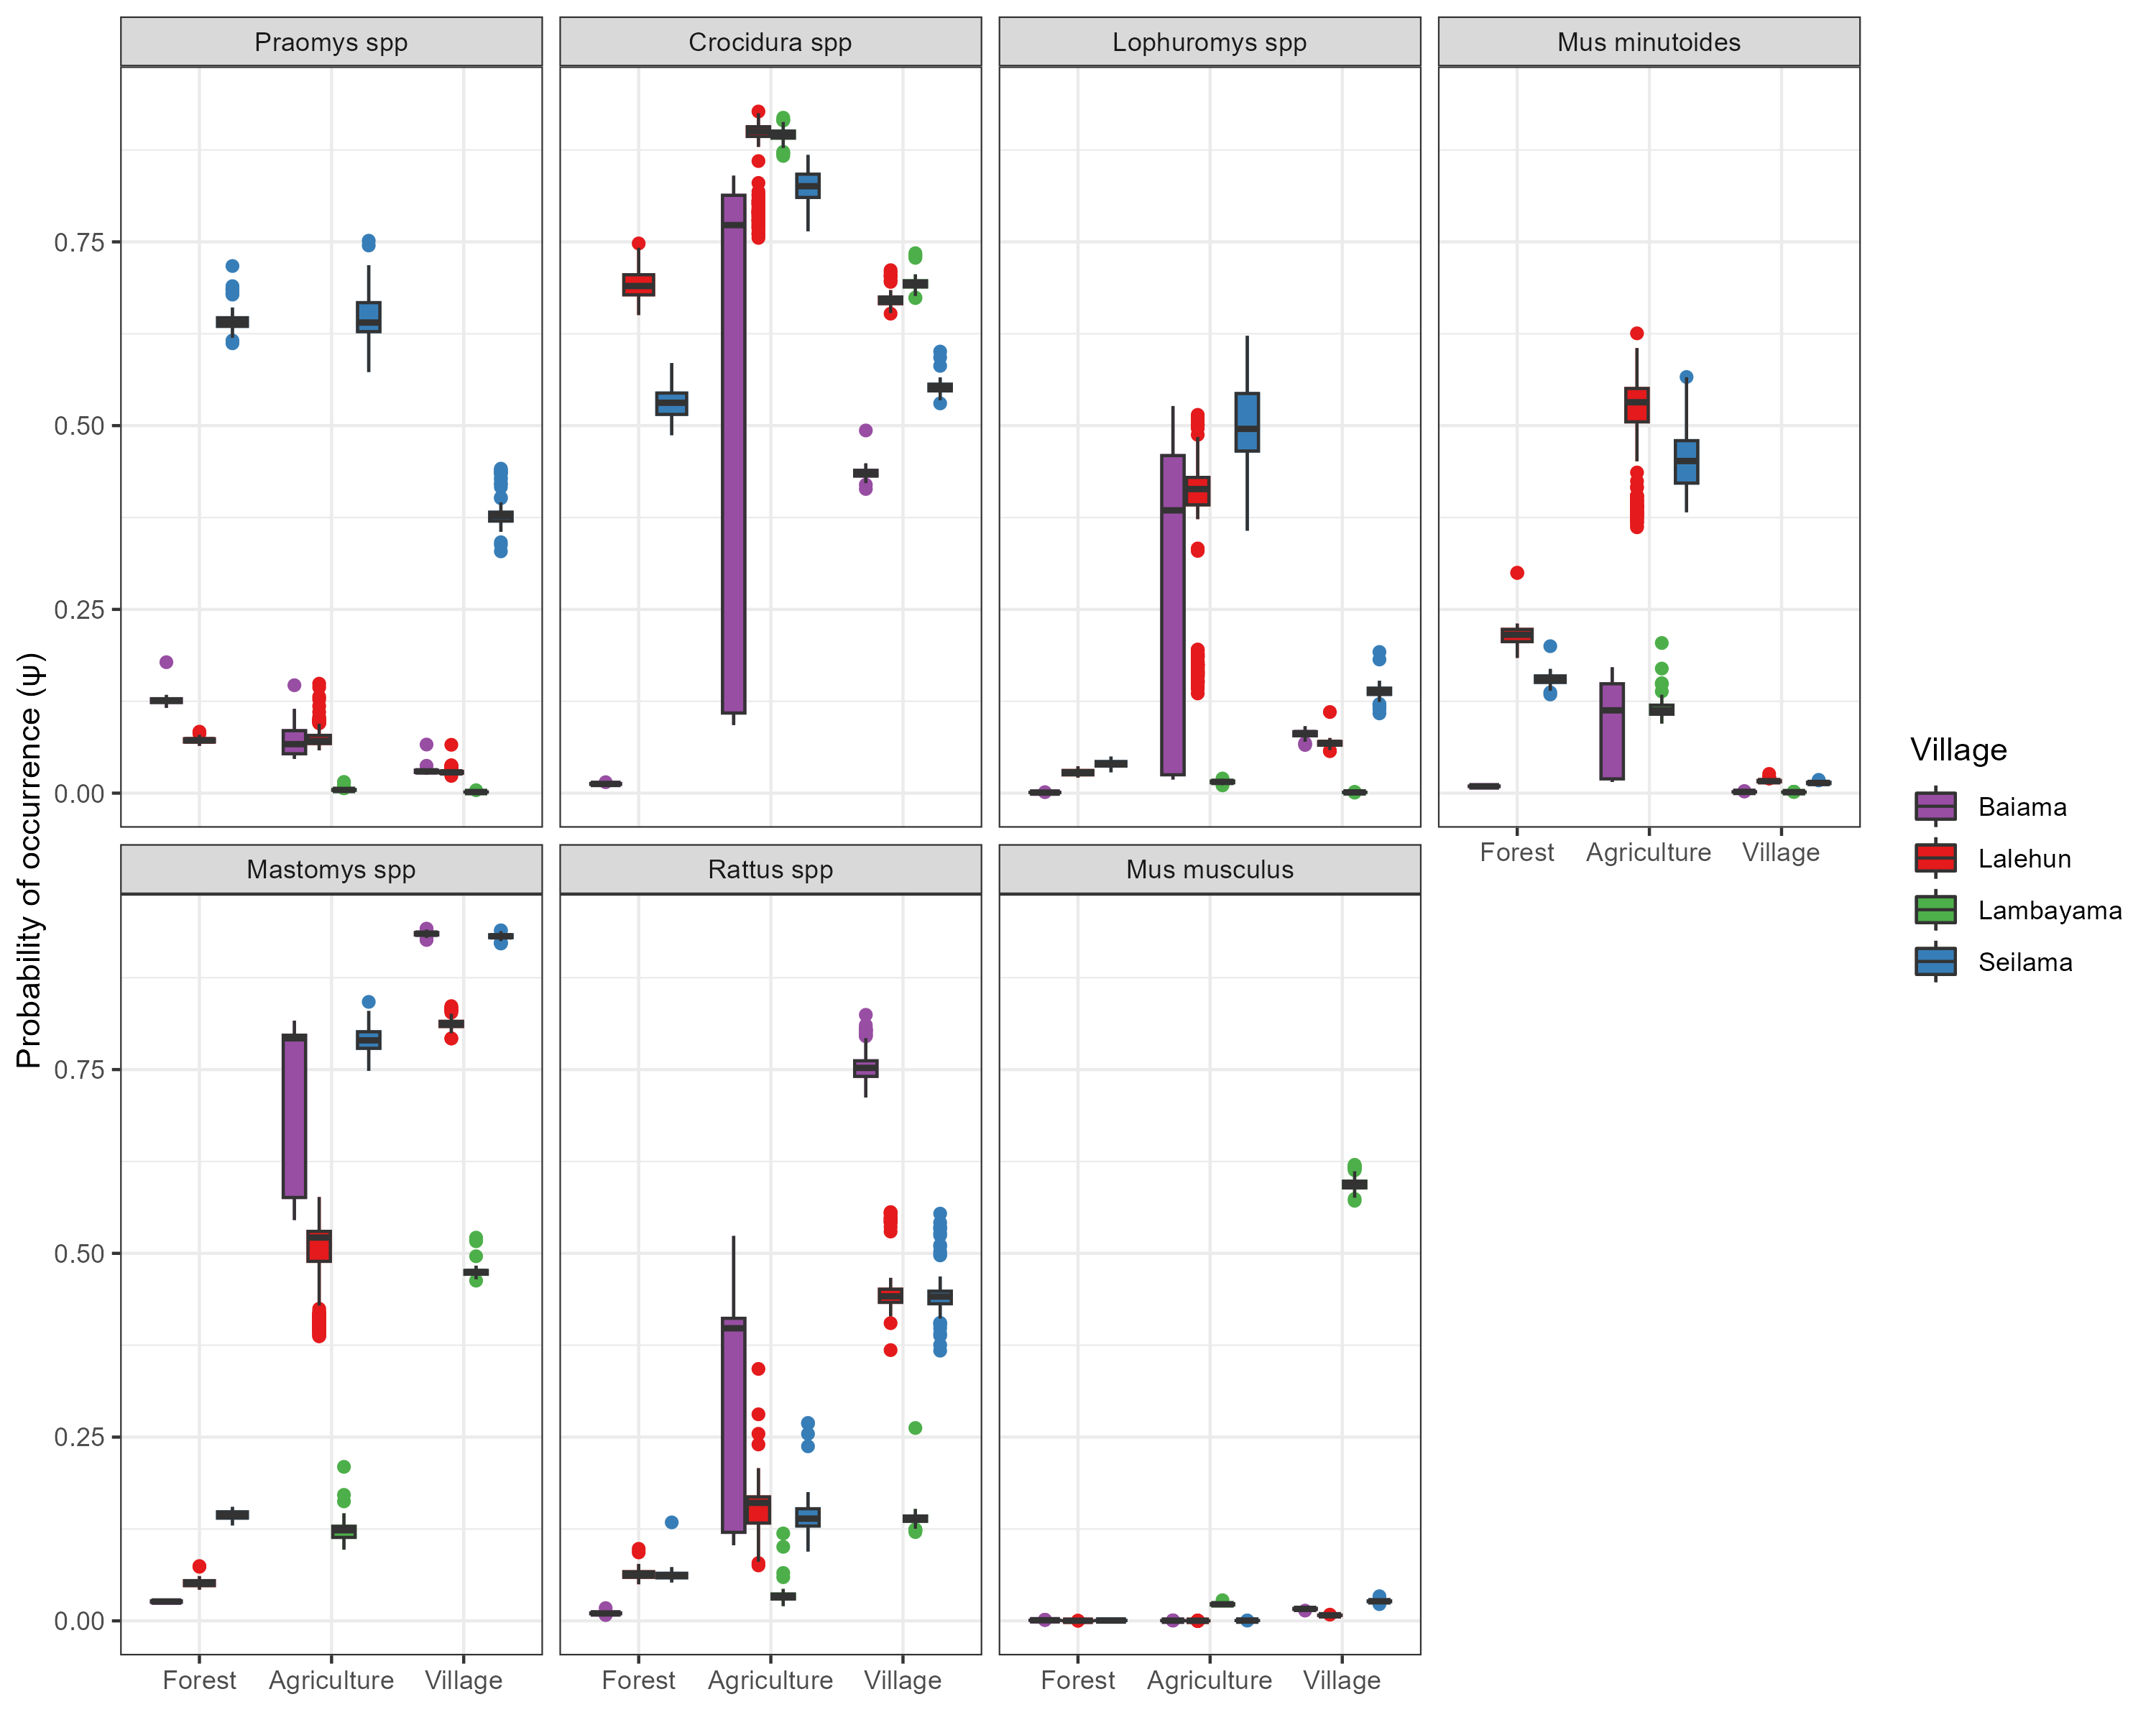 Praomys spp
Crocidura spp
Lophuromys spp
Mus minutoides
0.75
0.50
0.25
0.00
Forest
Agriculture
Village
Mastomys spp
Rattus spp
Mus musculus
0.75
0.50
0.25
0.00
Forest
Agriculture
Village
Forest
Agriculture
Village
Forest
Agriculture
Village
Probability of occurrence (ψ)
Village
Baiama
Lalehun
Lambayama
Seilama